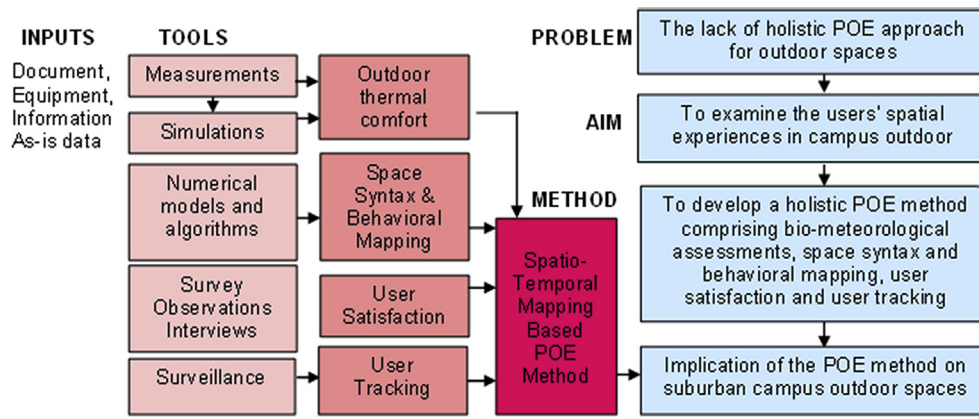 INPUTS
Document,
Equipment,
Information
As-is data
TOOLS
Measurements
Simulations
Numerical
models and
algorithms
Survey
Observations
Interviews
Surveillance
Outdoor
thermal
comfort
Space
Syntax &
Behavioral
Mapping
User
Satisfaction
User
Tracking
METHOD
Spatio-
Temporal
Mapping
Based
POE
Method
PROBLEM
The lack of holistic POE approach
for outdoor spaces
AIM
To examine the users' spatial
experiences in campus outdoor
To develop a holistic POE method
comprising bio-meteorological
assessments, space syntax and
behavioral mapping, user
satisfaction and user tracking
Implication of the POE method on
suburban campus outdoor spaces